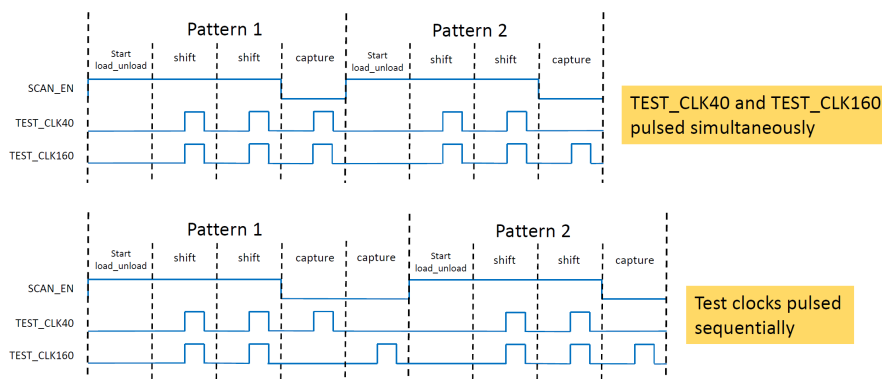 Pattern 1
Pattern 2
Start
load_unload
shift
shift
capture
Start
load_unload
shift
shift
capture
SCAN_EN
TEST_CLK40
TEST_CLK160
TEST_CLK40 and TEST_CLK160
pulsed simultaneously
Pattern 1
Pattern 2
Start
load_unload
shift
shift
capture
capture
Start
load_unload
shift
shift
capture
SCAN_EN
TEST_CLK40
TEST_CLK160
Test clocks pulsed
sequentially